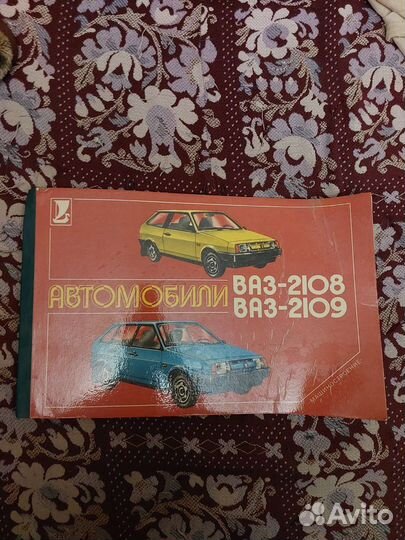 АВТОМОБИЛИ
ВАЗ-2108
ВАЗ-2109
МАШИНОСТРОЕНИЕ
Avito